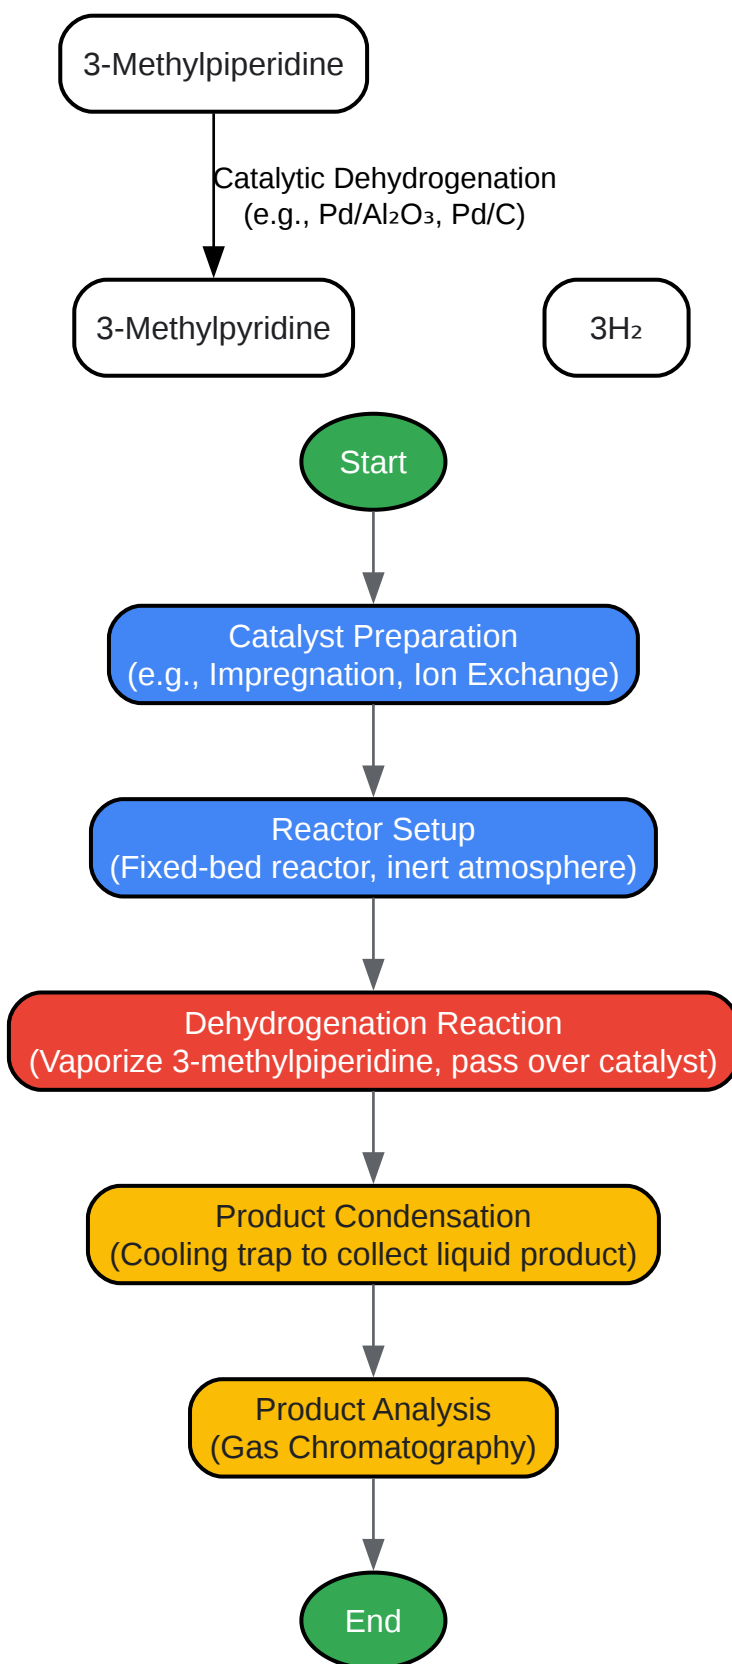 3-Methylpiperidine
Catalytic Dehydrogenation
(e.g., Pd/Al₂O₃, Pd/C)
3-Methylpyridine
3H₂
Start
Catalyst Preparation
(e.g., Impregnation, Ion Exchange)
Reactor Setup
(Fixed-bed reactor, inert atmosphere)
Dehydrogenation Reaction
(Vaporize 3-methylpiperidine, pass over catalyst)
Product Condensation
(Cooling trap to collect liquid product)
Product Analysis
(Gas Chromatography)
End